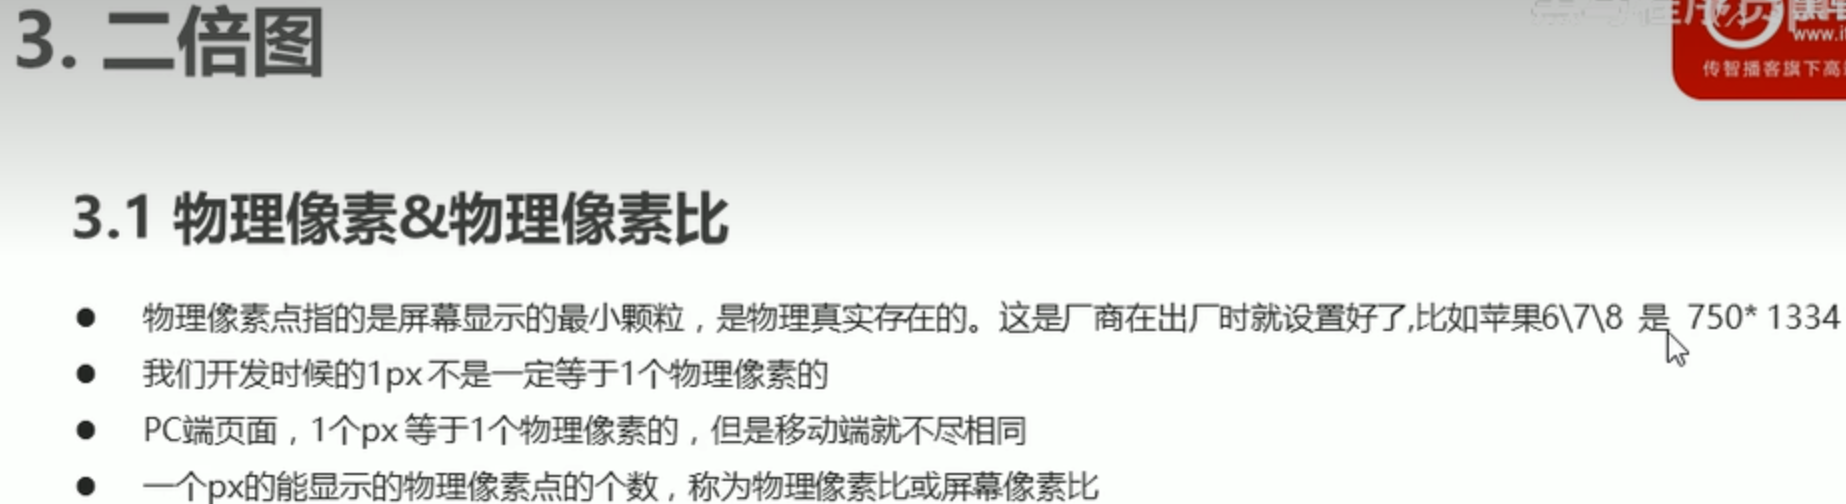 3. 二倍图
www.it
传智播客旗下高
3.1 物理像素&物理像素比
● 物理像素点指的是屏幕显示的最小颗粒，是物理真实存在的。这是厂商在出厂时就设置好了,比如苹果6\7\8 是 750* 1334
● 我们开发时候的1px 不是一定等于1个物理像素的
● PC端页面，1个px 等于1个物理像素的，但是移动端就不尽相同
● 一个px的能显示的物理像素点的个数，称为物理像素比或屏幕像素比